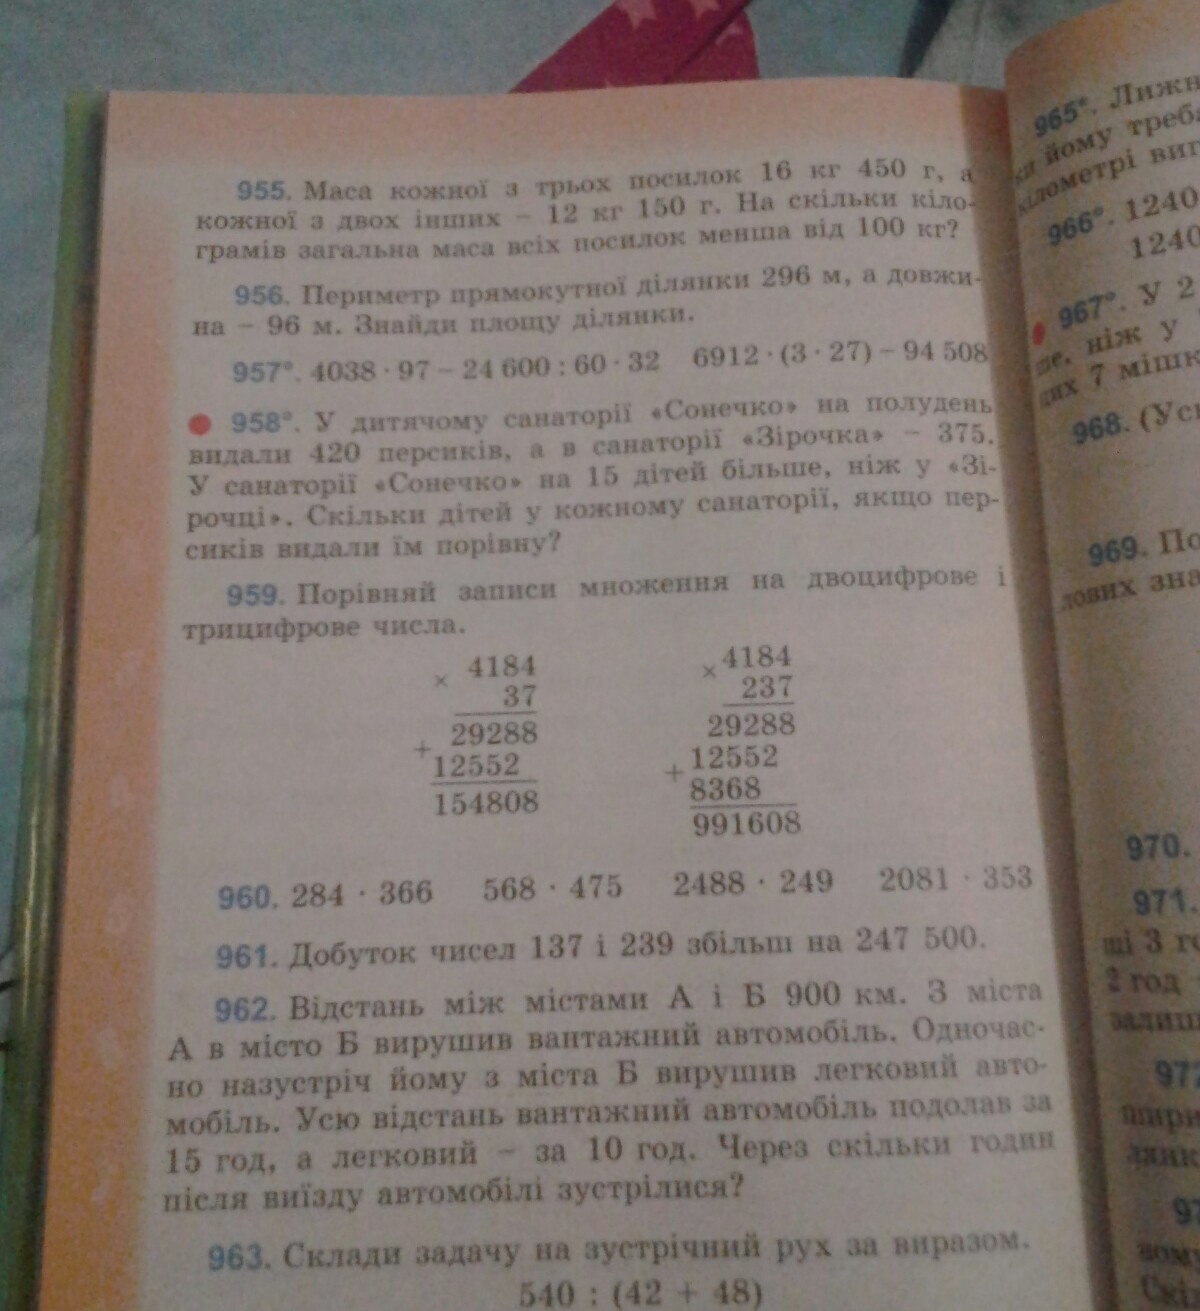 955. Маса кожної з трьох посилок 16 кг 450 г, а
кожної з двох інших – 12 кг 150 г. На скільки кіло-
грамів загальна маса всіх посилок менша від 100 кг?
956. Периметр прямокутної ділянки 296 м, а довжи-
на – 96 м. Знайди площу ділянки.
957°. 4038 · 97 – 24 600 : 60 · 32 6912 · (3 · 27) – 94 508
958°. У дитячому санаторії «Сонечко» на полудень
видали 420 персиків, а в санаторії «Зірочка» – 375.
У санаторії «Сонечко» на 15 дітей більше, ніж у «Зі-
рочці». Скільки дітей у кожному санаторії, якщо пер-
сиків видали їм порівну?
959. Порівняй записи множення на двоцифрове і
трицифрове числа.
× 4184
37
29288
+ 12552
154808
× 4184
237
29288
+ 12552
8368
991608
960. 284 · 366 568 · 475 2488 · 249 2081 · 353
961. Добуток чисел 137 і 239 збільш на 247 500.
962. Відстань між містами А і Б 900 км. З міста
А в місто Б вирушив вантажний автомобіль. Одночас-
но назустріч йому з міста Б вирушив легковий авто-
мобіль. Усю відстань вантажний автомобіль подолав за
15 год, а легковий – за 10 год. Через скільки годин
після виїзду автомобілі зустрілися?
963. Склади задачу на зустрічний рух за виразом.
540 : (42 + 48)
965°.
йому
966°. 1240
1240
967°. У 2
ніж у
7
968.
969.
970.
971.
3
2 год